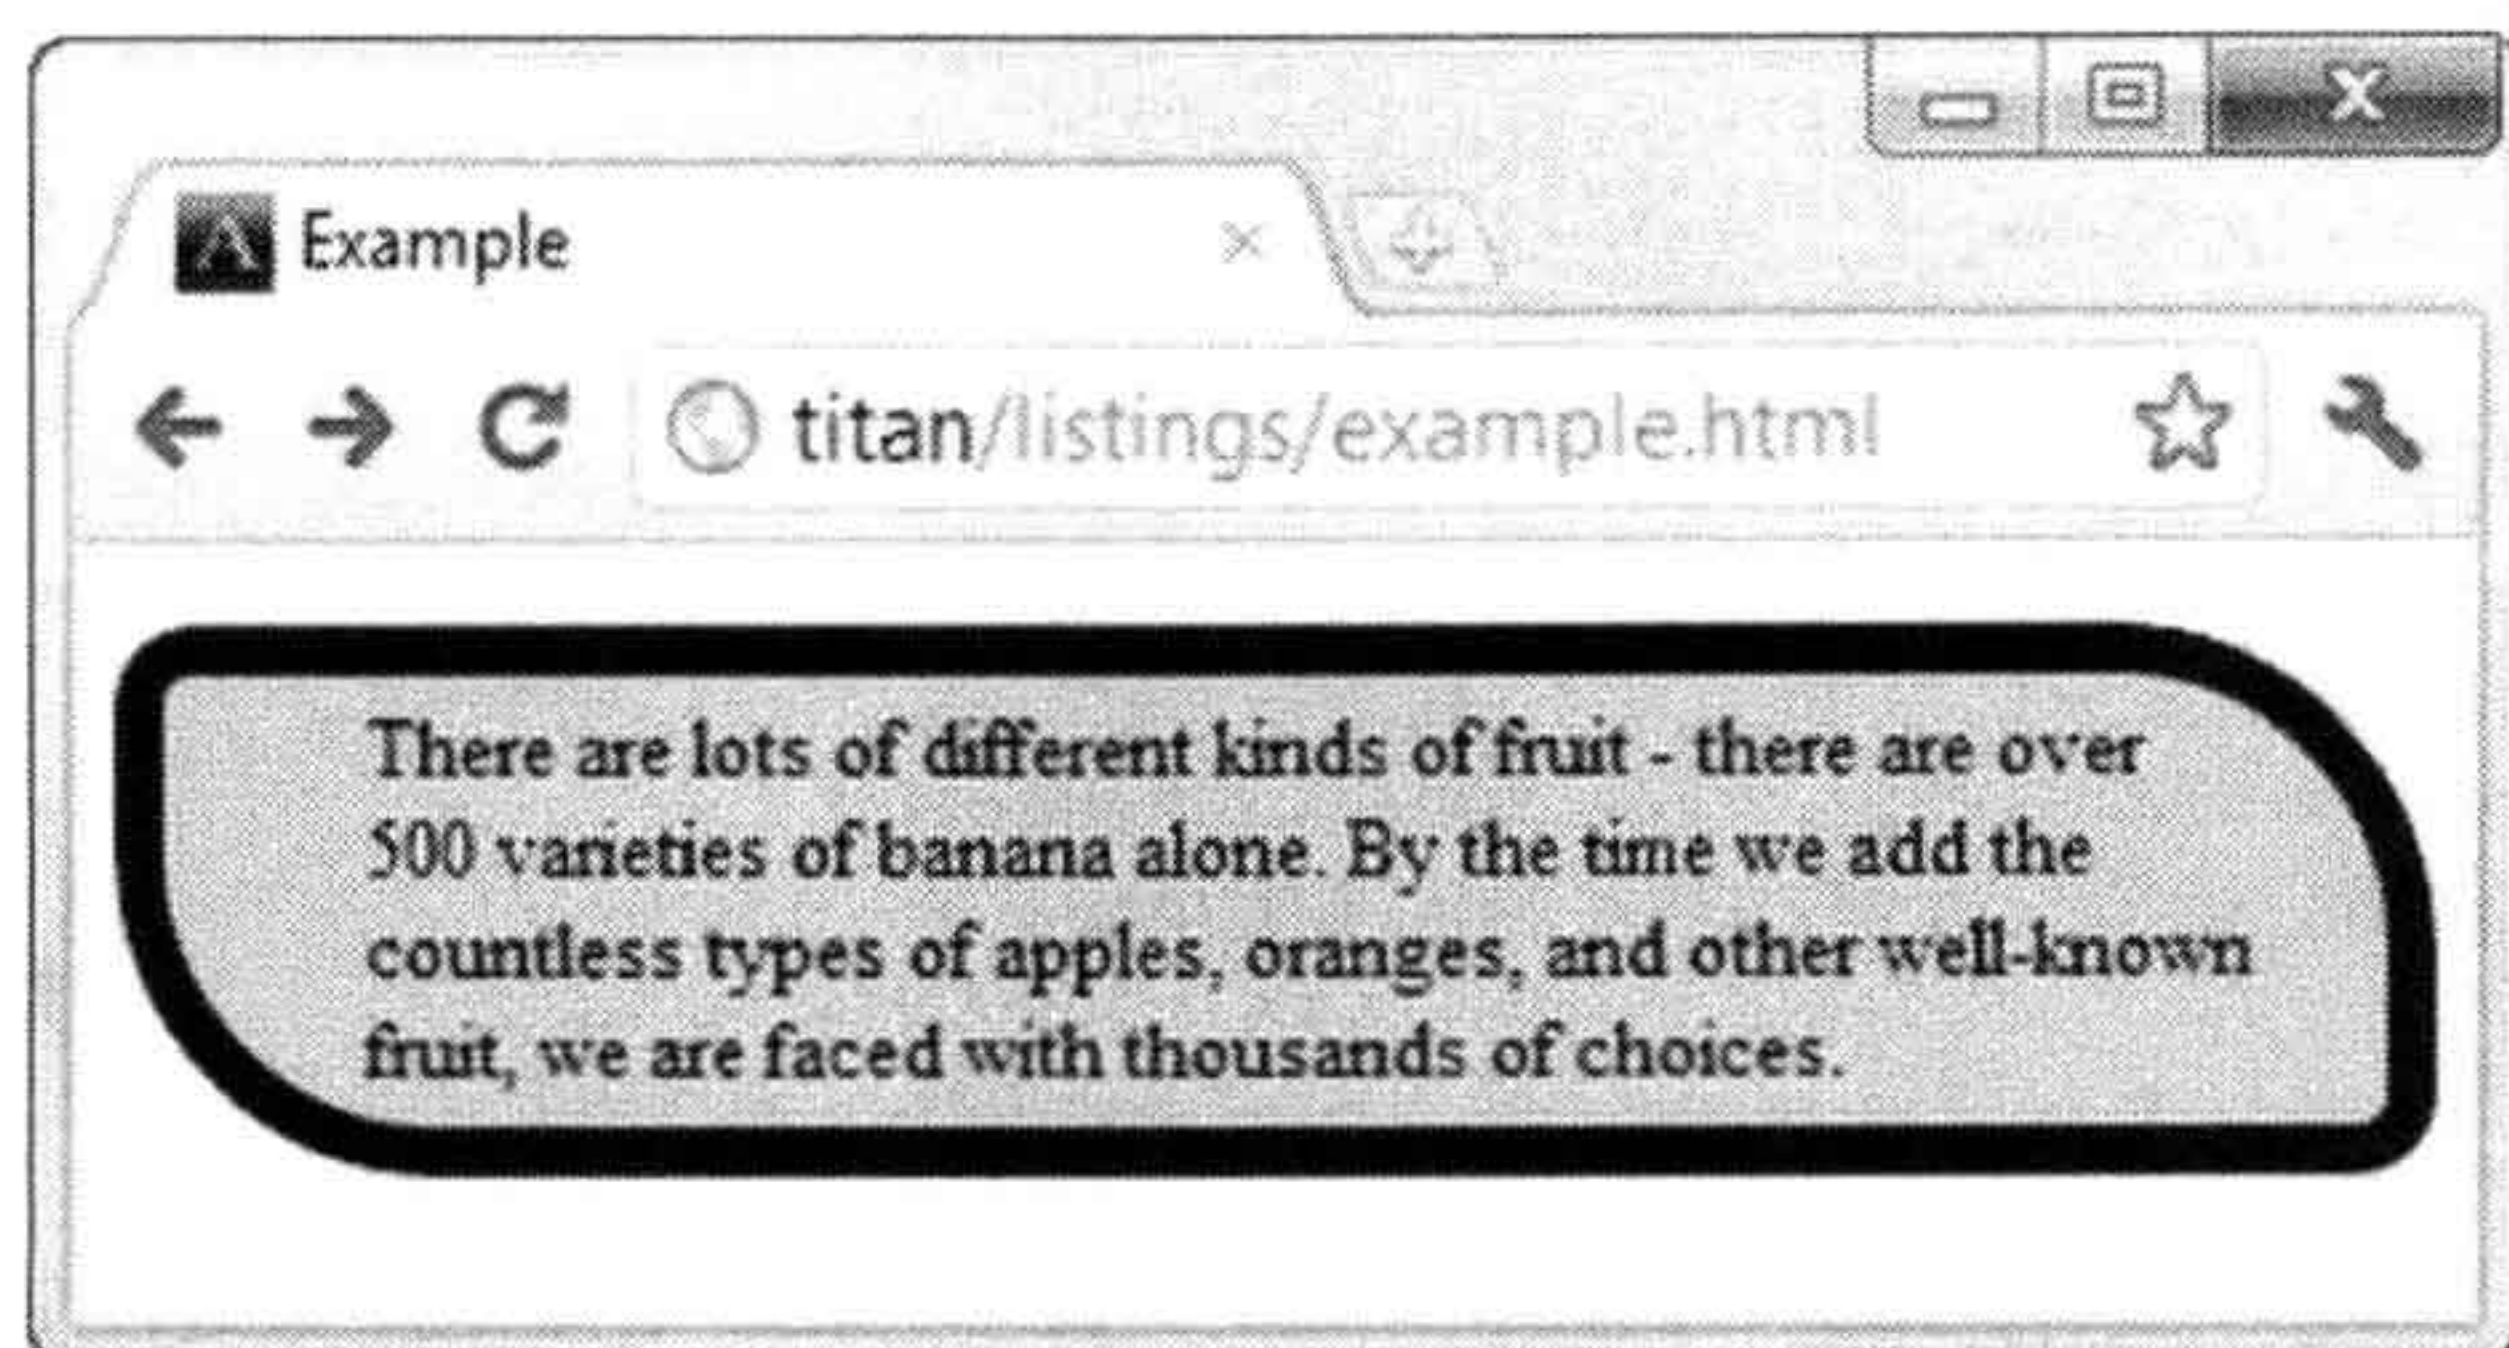 Example
titan/listings/example.html
There are lots of different kinds of fruit - there are over
500 varieties of banana alone. By the time we add the
countless types of apples, oranges, and other well-known
fruit, we are faced with thousands of choices.